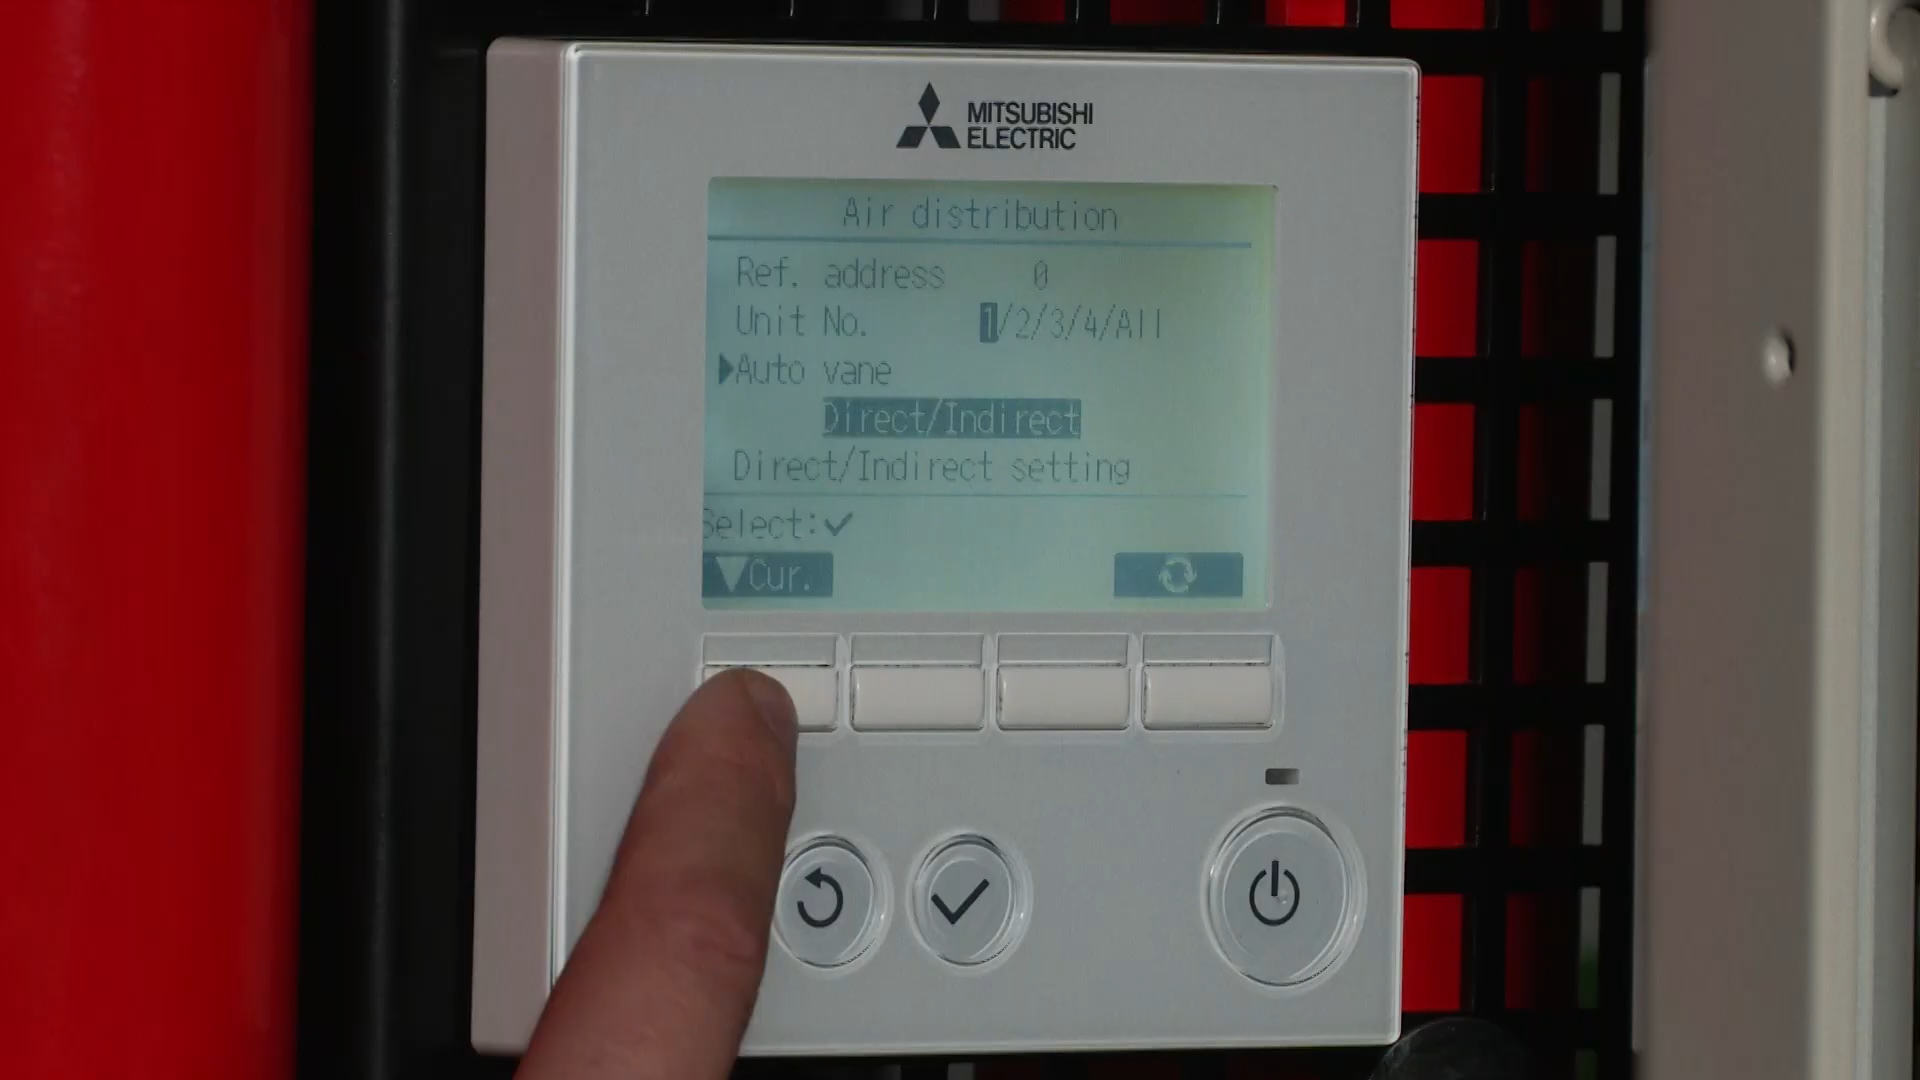 MITSUBISHI
ELECTRIC
Air distribution
Ref. address 0
Unit No. 1/2/3/4/All
▶Auto vane
Direct/Indirect
Direct/Indirect setting
Select:✓
▼Cur.